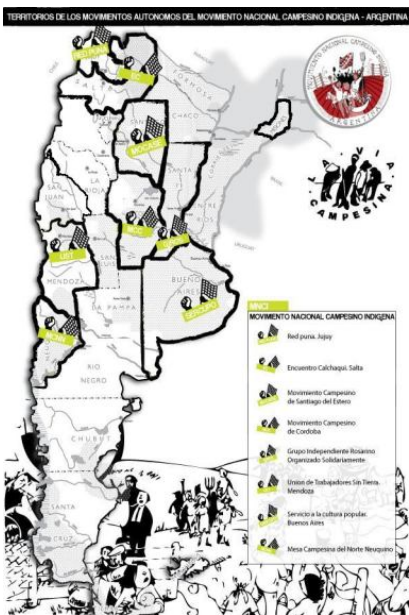 TERRITORIOS DE LOS MOVIMIENTOS AUTONOMOS DEL MOVIMIENTO NACIONAL CAMPESINO INDIGENA - ARGENTINA
RED PUNA
EC
SALTA
FORMOSA
CHACO
MOCASE
LA
RIOJA
SAN
JUAN
MCC
UST
MENDOZA
BUENOS
AIRES
SERCUPO
LA PAMPA
MCNN
RIO
NEGRO
CHUBUT
SANTA
CRUZ
MOVIMIENTO NACIONAL CAMPESINO INDIGENA
ARGENTINA
VIA
CAMPESINA
MNCI
MOVIMIENTO NACIONAL CAMPESINO INDIGENA
Red puna. Jujuy
Encuentro Calchaqui. Salta
Movimiento Campesino
de Santiago del Estero
Movimiento Campesino
de Cordoba
Grupo Independiente Rosarino
Organizado Solidariamente
Union de Trabajadores Sin Tierra.
Mendoza
Servicio a la cultura popular.
Buenos Aires
Mesa Campesina del Norte Neuquino